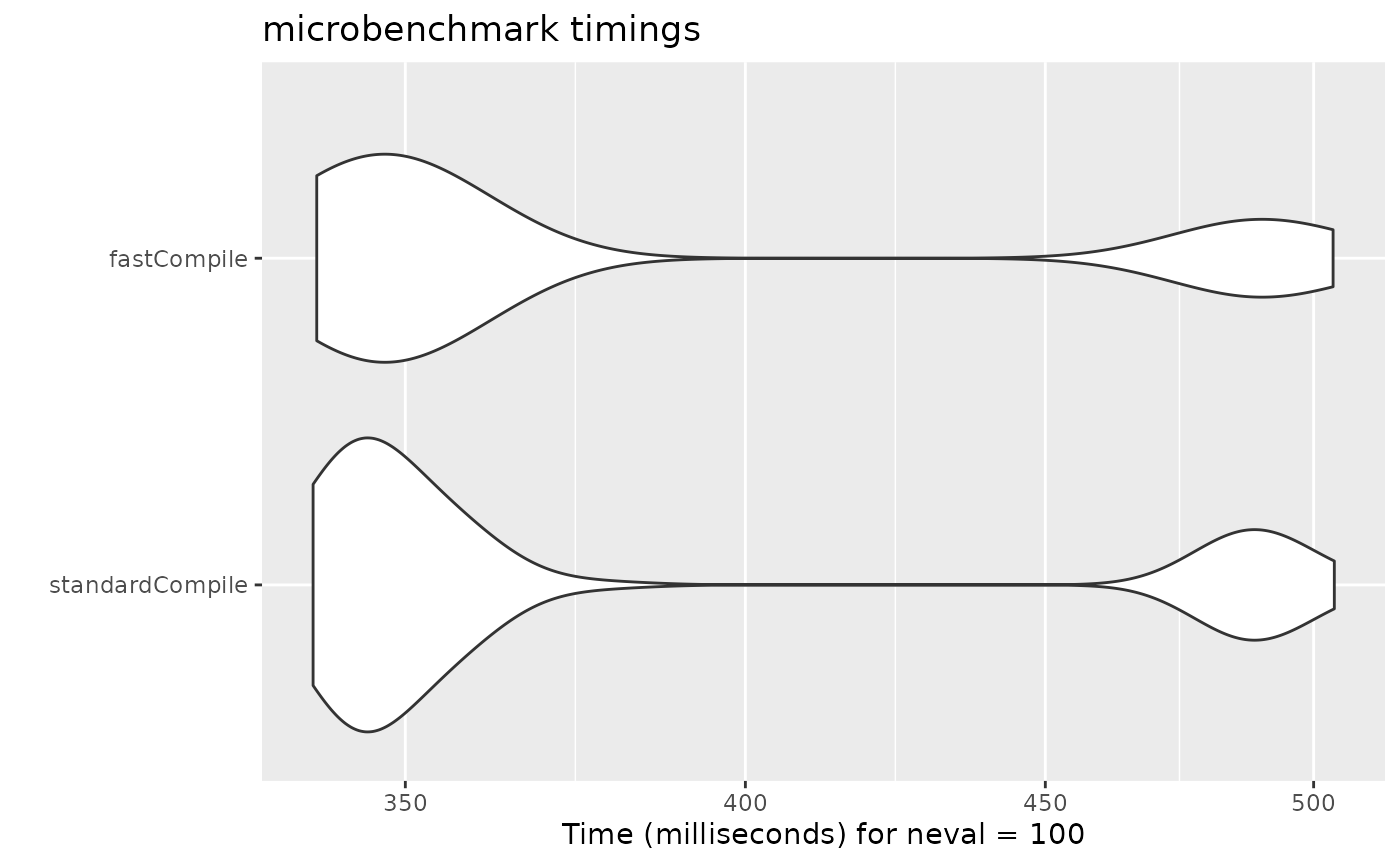 microbenchmark timings
fastCompile
standardCompile
350 400 450 500
Time (milliseconds) for neval = 100